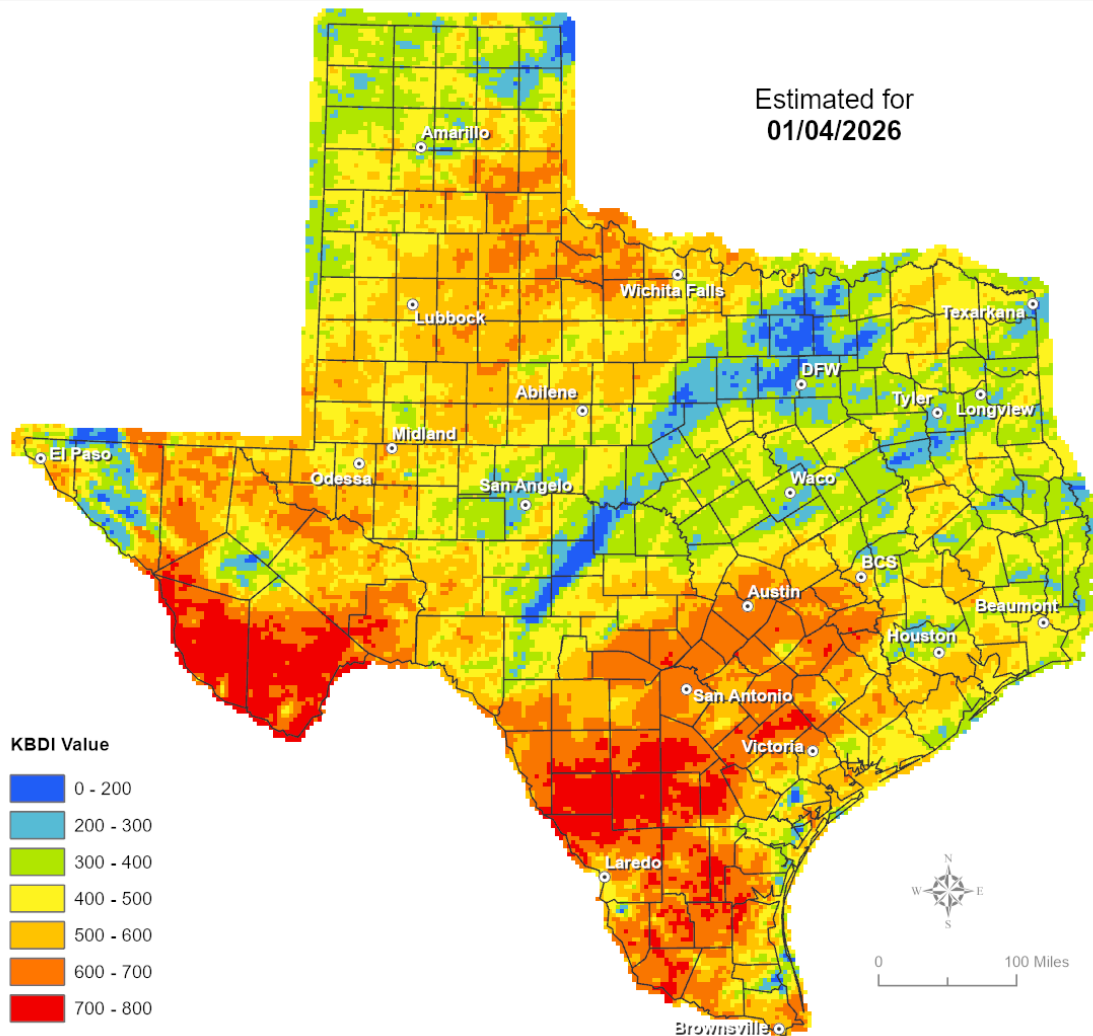 Estimated for
01/04/2026
Amarillo
Wichita Falls
Lubbock
Texarkana
DFW
Abilene
Tyler
Longview
Midland
El Paso
Odessa
San Angelo
Waco
BCS
Austin
Beaumont
Houston
San Antonio
Victoria
Laredo
Brownsville
KBDI Value
0 - 200
200 - 300
300 - 400
400 - 500
500 - 600
600 - 700
700 - 800
N
W
E
S
0
100 Miles